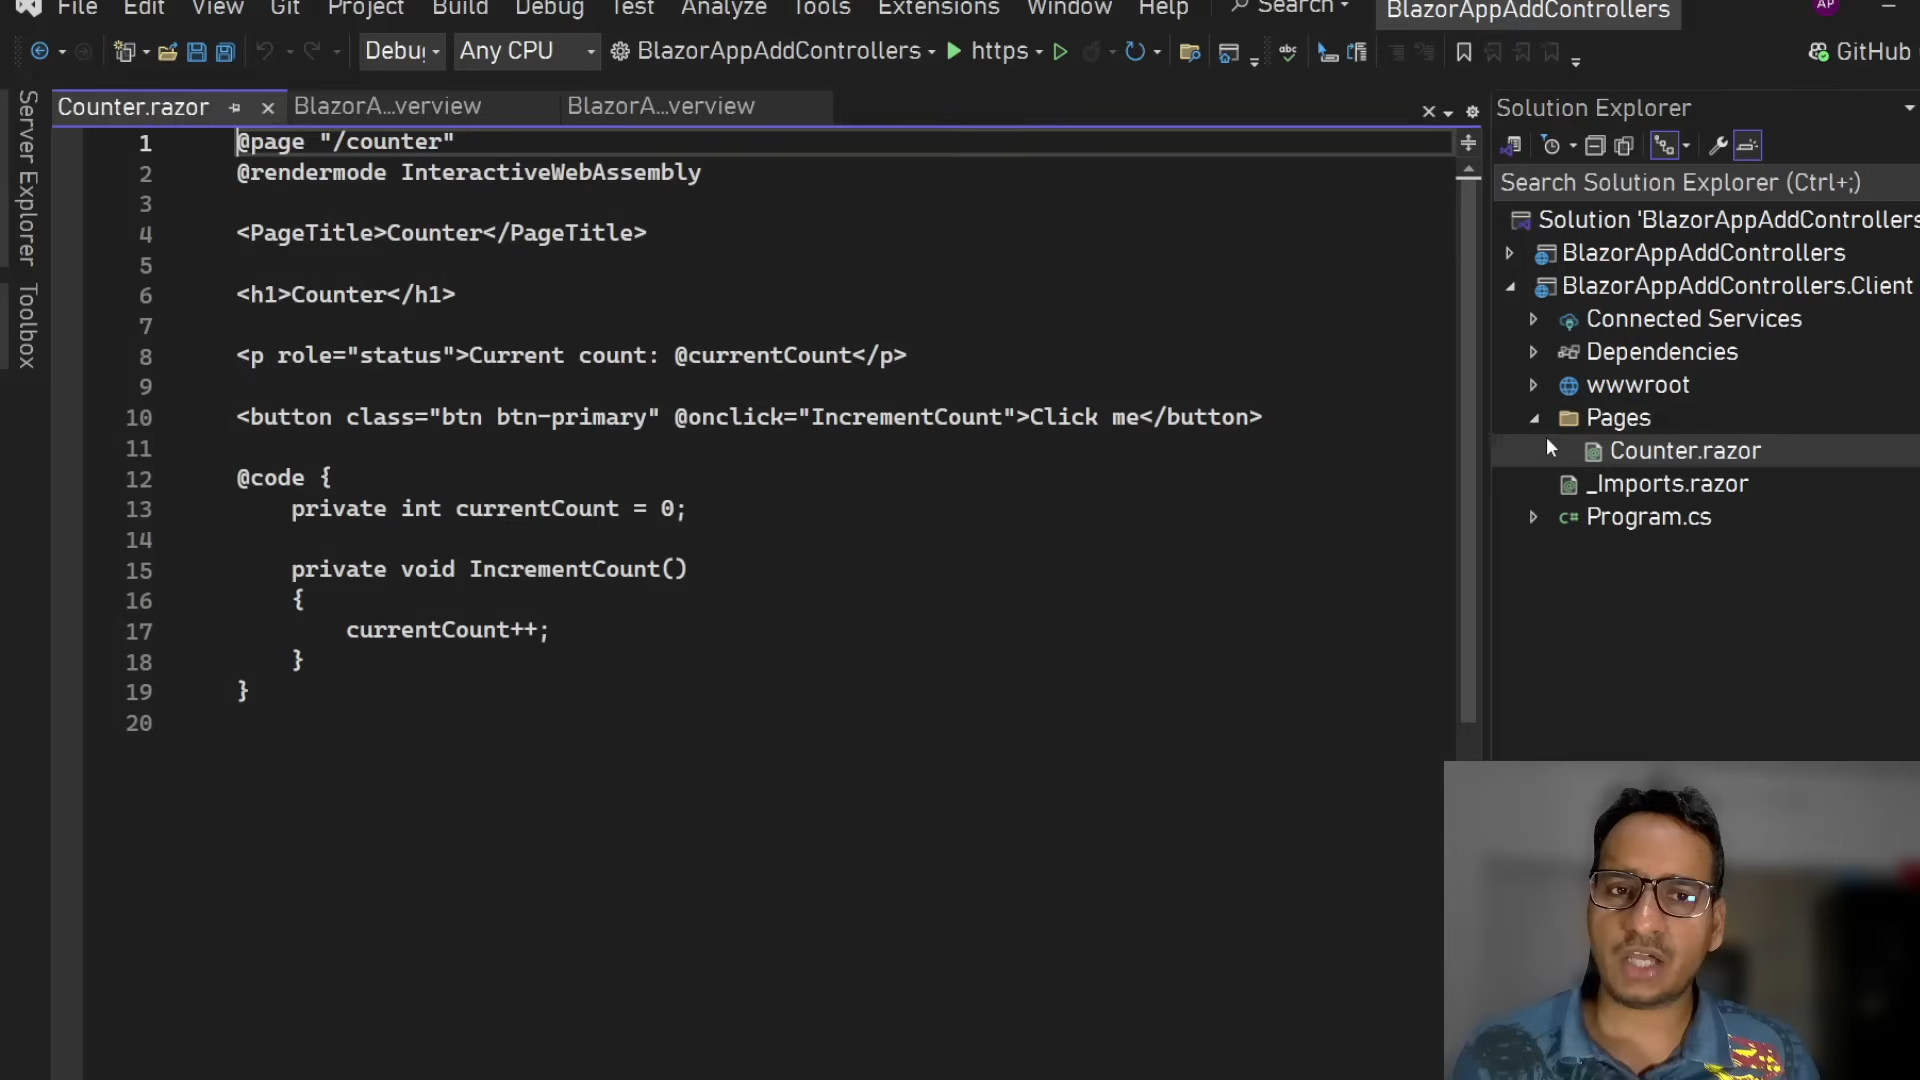 File Edit View Git Project Build Debug Test Analyze Tools Extensions Window Help Search BlazorAppAddControllers AP
Any CPU BlazorAppAddControllers https abc GitHub
Server Explorer
Toolbox
Counter.razor BlazorA...verview BlazorA...verview
1 @page "/counter"
2 @rendermode InteractiveWebAssembly
3
4 <PageTitle>Counter</PageTitle>
5
6 <h1>Counter</h1>
7
8 <p role="status">Current count: @currentCount</p>
9
10 <button class="btn btn-primary" @onclick="IncrementCount">Click me</button>
11
12 @code {
13 private int currentCount = 0;
14
15 private void IncrementCount()
16 {
17 currentCount++;
18 }
19 }
20
Solution Explorer
Search Solution Explorer (Ctrl+;)
Solution 'BlazorAppAddControllers
BlazorAppAddControllers
BlazorAppAddControllers.Client
Connected Services
Dependencies
wwwroot
Pages
Counter.razor
_Imports.razor
C# Program.cs